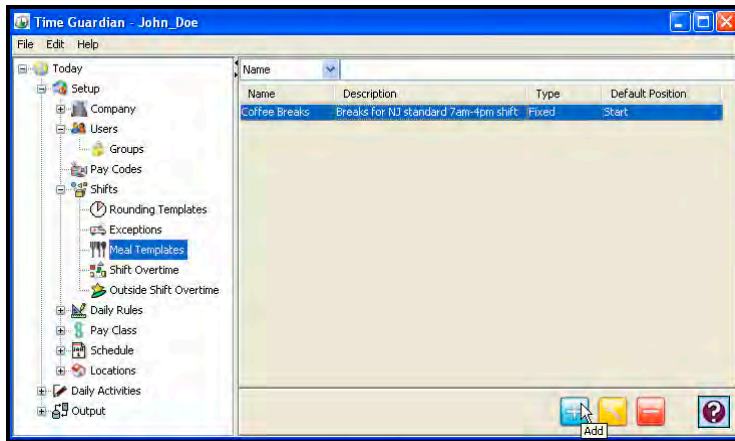 Time Guardian - John_Doe
File Edit Help
Today
Setup
Company
Users
Groups
Pay Codes
Shifts
Rounding Templates
Exceptions
Meal Templates
Shift Overtime
Outside Shift Overtime
Daily Rules
Pay Class
Schedule
Locations
Daily Activities
Output
Name
Name Description Type Default Position
Coffee Breaks Breaks for NJ standard 7am-4pm shift Fixed Start
Add